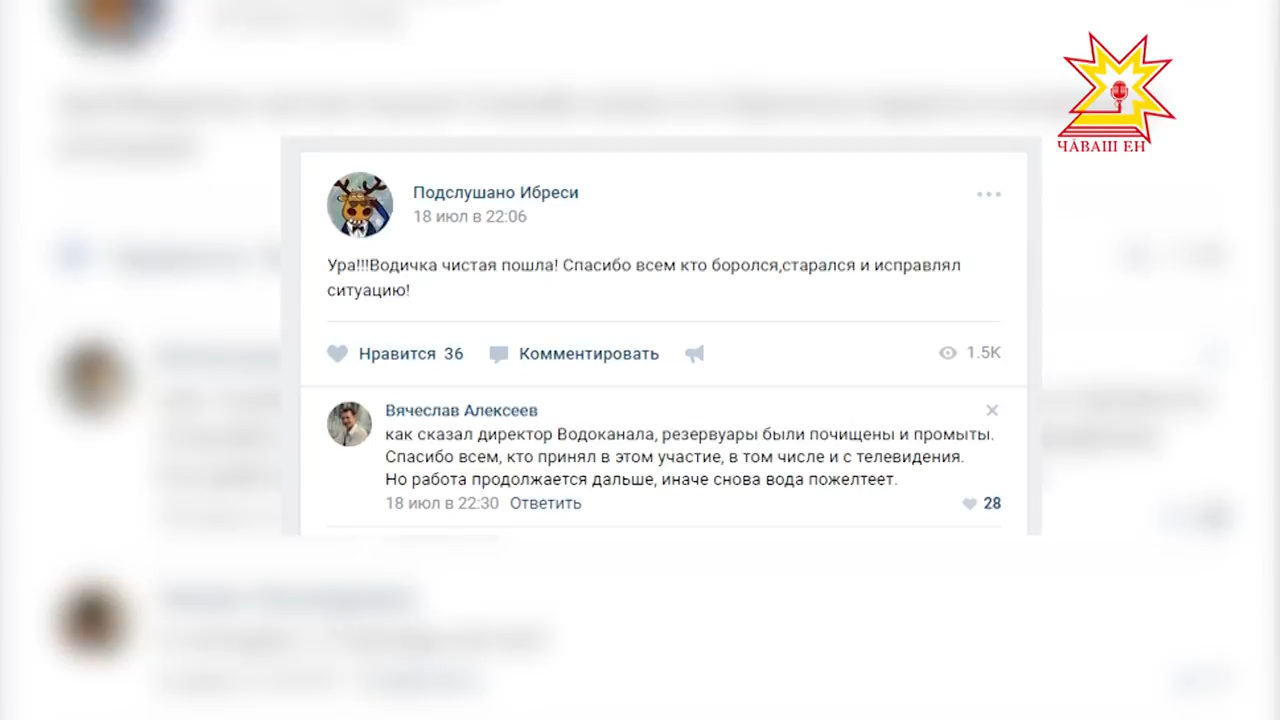 ЧӐВАШ ЕН
Подслушано Ибреси
18 июл в 22:06
Ура!!!Водичка чистая пошла! Спасибо всем кто боролся,старался и исправлял
ситуацию!
Нравится 36 Комментировать 1.5K
Вячеслав Алексеев
как сказал директор Водоканала, резервуары были почищены и промыты.
Спасибо всем, кто принял в этом участие, в том числе и с телевидения.
Но работа продолжается дальше, иначе снова вода пожелтеет.
18 июл в 22:30 Ответить 28